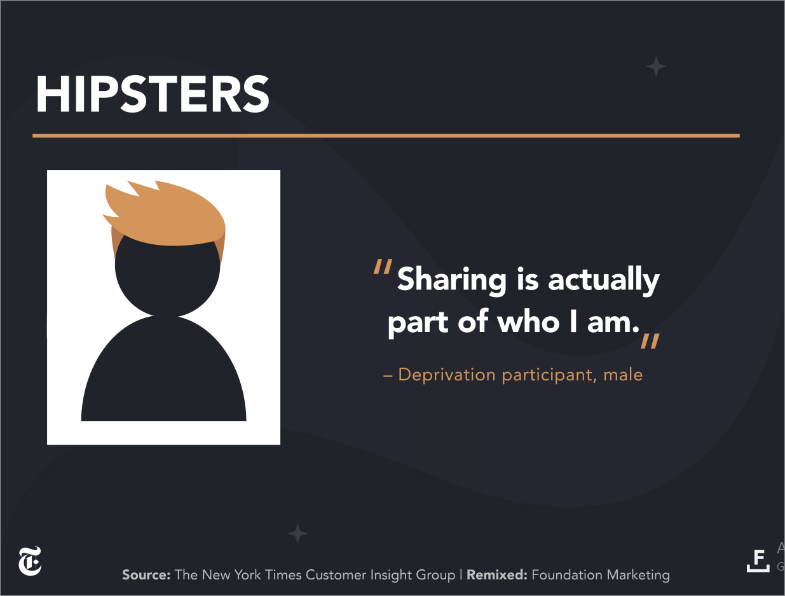 HIPSTERS
"Sharing is actually
part of who I am."
– Deprivation participant, male
T
F
A
G
Source: The New York Times Customer Insight Group | Remixed: Foundation Marketing